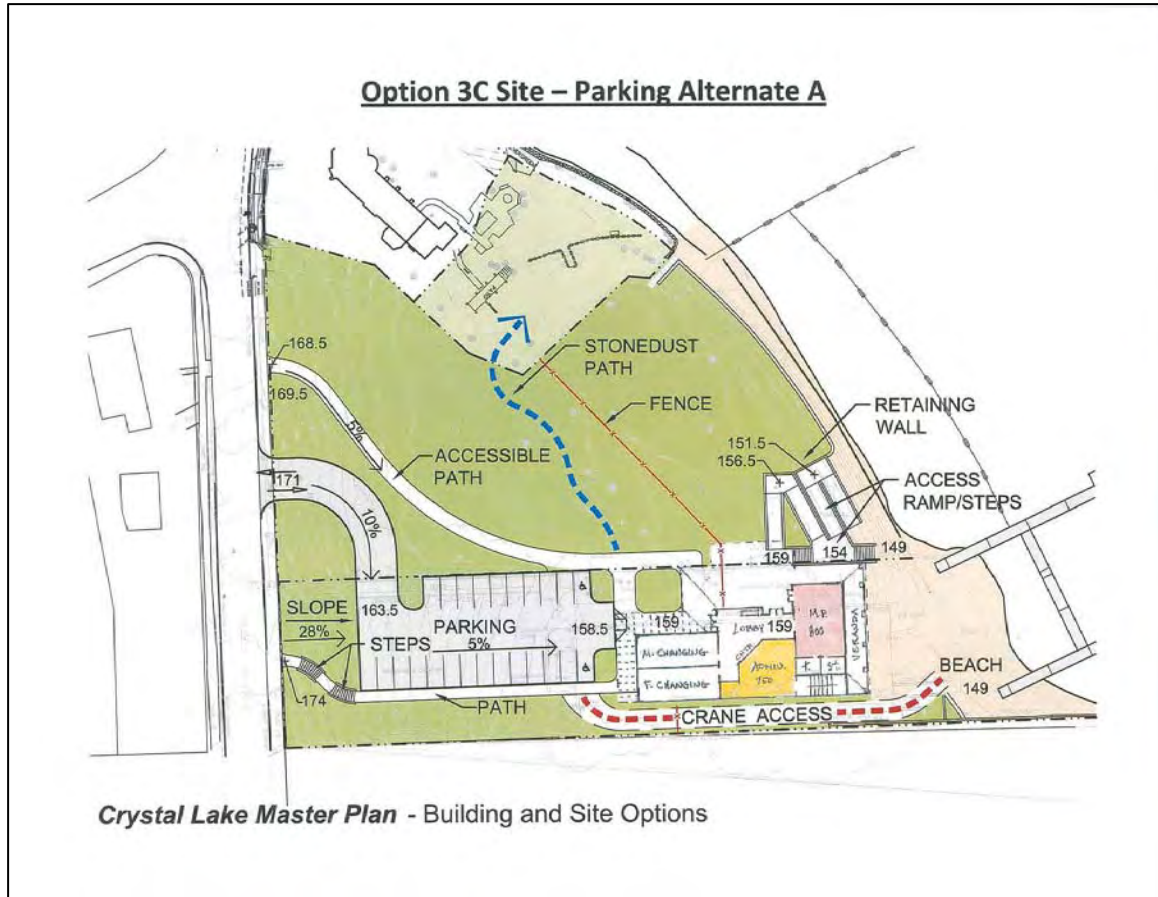 Option 3C Site – Parking Alternate A
168.5
169.5
5%
ACCESSIBLE
PATH
STONEDUST
PATH
FENCE
RETAINING
WALL
151.5
156.5
ACCESS
RAMP/STEPS
171
10%
159
154
149
SLOPE
28%
163.5
STEPS
PARKING
5%
158.5
159
LOBBY
159
M.P.
800
VERANDA
M. CHANGING
F. CHANGING
ADMIN.
750
BEACH
149
174
PATH
CRANE ACCESS
Crystal Lake Master Plan - Building and Site Options